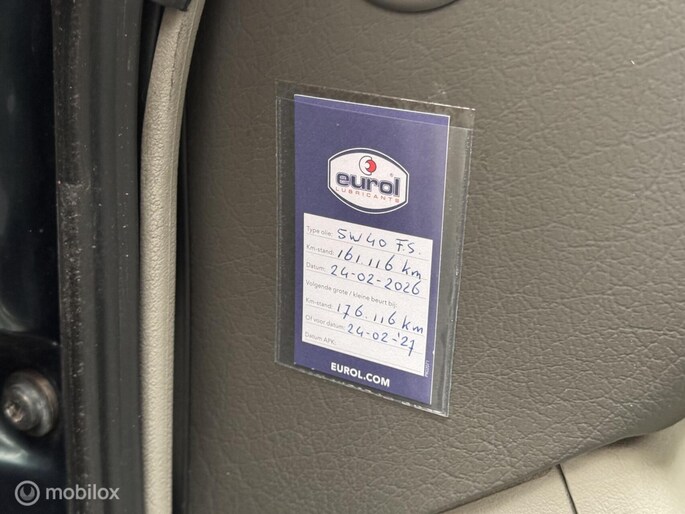 eurol
LUBRICANTS
Type olie: 5W40 FS.
Km-stand: 161.116 km
Datum: 24-02-2026
Volgende grote / kleine beurt bij:
Km-stand: 176.116 km
Of voor datum: 24-02-'27
Datum APK:
EUROL.COM
mobilox